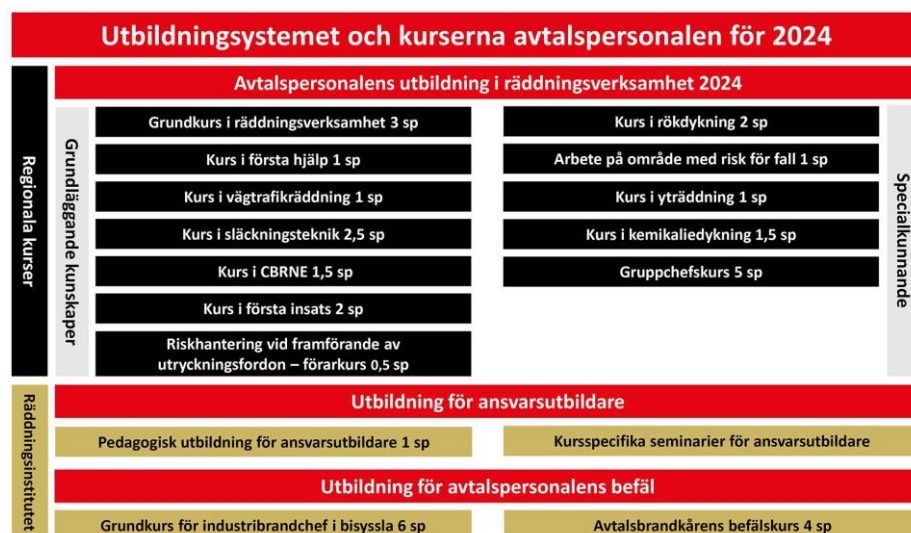 Utbildningsystemet och kurserna avtalspersonalen för 2024
Regionala kurser
Avtalspersonalens utbildning i räddningsverksamhet 2024
Grundläggande kunskaper
Grundkurs i räddningsverksamhet 3 sp
Kurs i första hjälp 1 sp
Kurs i vägtrafikräddning 1 sp
Kurs i släckningsteknik 2,5 sp
Kurs i CBRNE 1,5 sp
Kurs i första insats 2 sp
Riskhantering vid framförande av
utryckningsfordon – förarkurs 0,5 sp
Kurs i rökdykning 2 sp
Arbete på område med risk för fall 1 sp
Kurs i yträddning 1 sp
Kurs i kemikaliedykning 1,5 sp
Gruppchefskurs 5 sp
Specialkunnande
Räddningsinstitutet
Utbildning för ansvarsutbildare
Pedagogisk utbildning för ansvarsutbildare 1 sp
Kursspecifika seminarier för ansvarsutbildare
Utbildning för avtalspersonalens befäl
Grundkurs för industribrandchef i bisyssla 6 sp
Avtalsbrandkårens befälskurs 4 sp